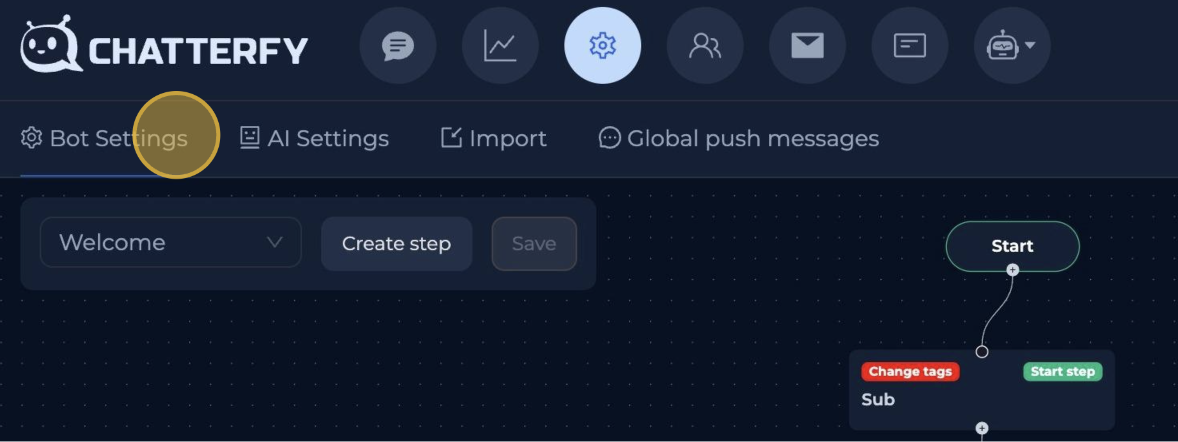 CHATTERFY
Bot Settings
AI Settings
Import
Global push messages
Welcome
Create step
Save
Start
Change tags
Start step
Sub